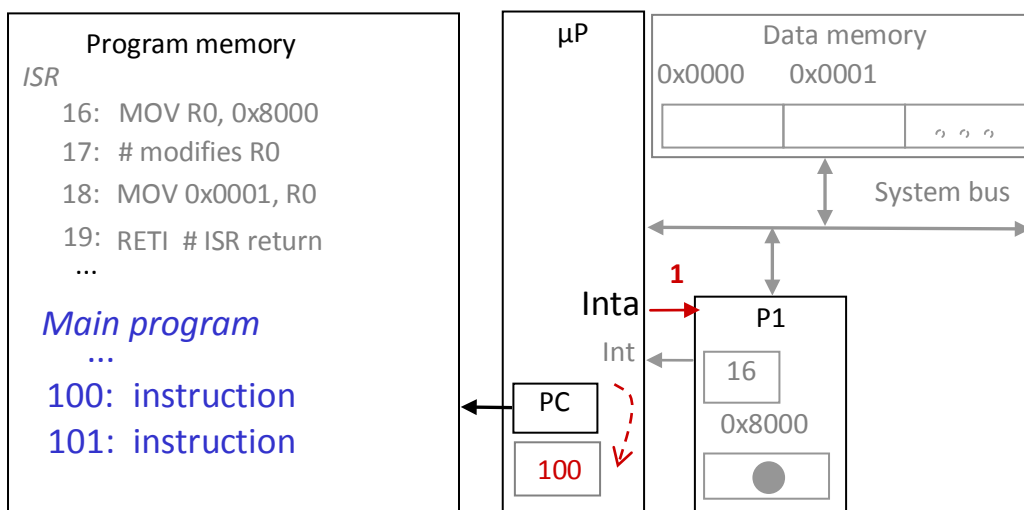 Program memory
ISR
16: MOV R0, 0x8000
17: # modifies R0
18: MOV 0x0001, R0
19: RETI # ISR return
...
Main program
...
100: instruction
101: instruction
µP
Inta
Int
PC
100
1
Data memory
0x0000 0x0001
System bus
P1
16
0x8000